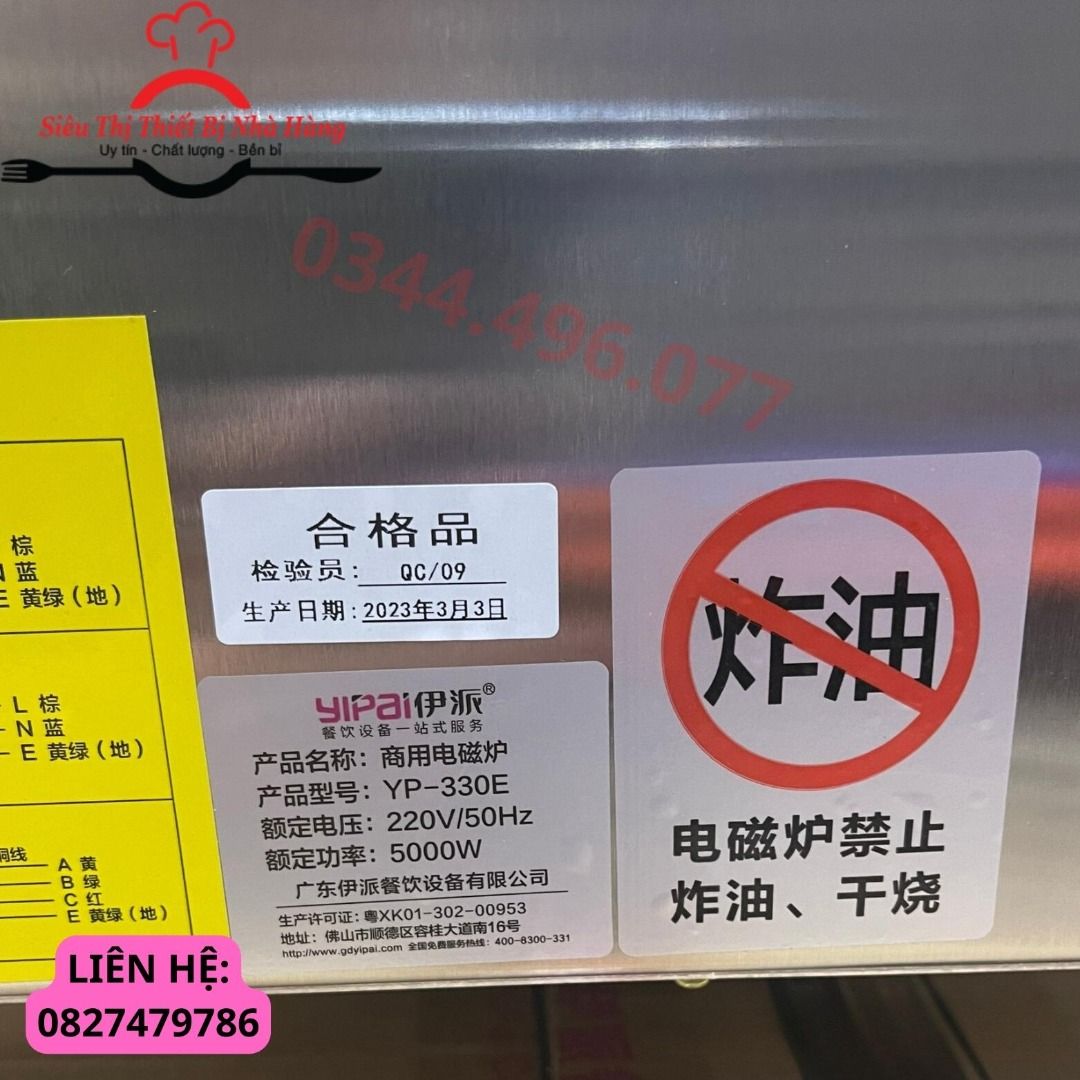 Siêu Thị Thiết Bị Nhà Hàng
Uy tín - Chất lượng - Bền bỉ
0344.496.077
棕
N 蓝
E 黄绿(地)
L 棕
N 蓝
E 黄绿(地)
铜线
A 黄
B 绿
C 红
E 黄绿(地)
合格品
检验员: QC/09
生产日期: 2023年3月3日
YIPAI伊派®
餐饮设备一站式服务
产品名称: 商用电磁炉
产品型号: YP-330E
额定电压: 220V/50Hz
额定功率: 5000W
广东伊派餐饮设备有限公司
生产许可证: 粤XK01-302-00953
地址: 佛山市顺德区容桂大道南16号
http://www.gdyipai.com 全国免费服务热线: 400-8300-331
炸油
电磁炉禁止
炸油、干烧
LIÊN HỆ:
0827479786